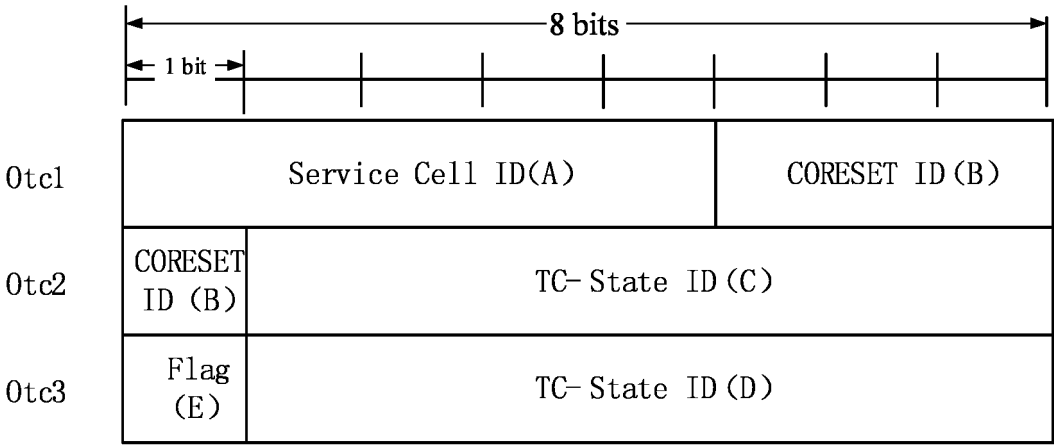 8 bits
1 bit
Otc1
Service Cell ID(A)
CORESET ID(B)
Otc2
CORESET
ID (B)
TC-State ID(C)
Otc3
Flag
(E)
TC-State ID(D)